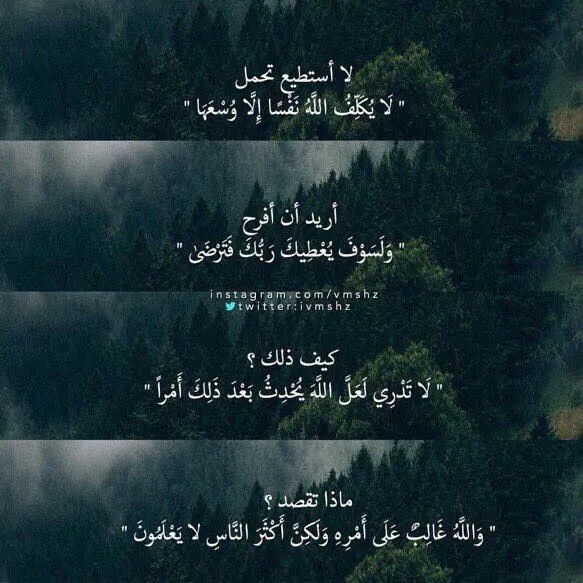 لا أستطيع تحمل
" لَا يُكَلِّفُ اللَّهُ نَفْسًا إِلَّا وُسْعَهَا "
أريد أن أفرح
" وَلَسَوْفَ يُعْطِيكَ رَبُّكَ فَتَرْضَىٰ "
instagram.com/vmshz
twitter:ivmshz
كيف ذلك ؟
" لَا تَدْرِي لَعَلَّ اللَّهَ يُحْدِثُ بَعْدَ ذَلِكَ أَمْراً "
ماذا تقصد ؟
" وَاللَّهُ غَالِبٌ عَلَى أَمْرِهِ وَلَكِنَّ أَكْثَرَ النَّاسِ لا يَعْلَمُونَ "